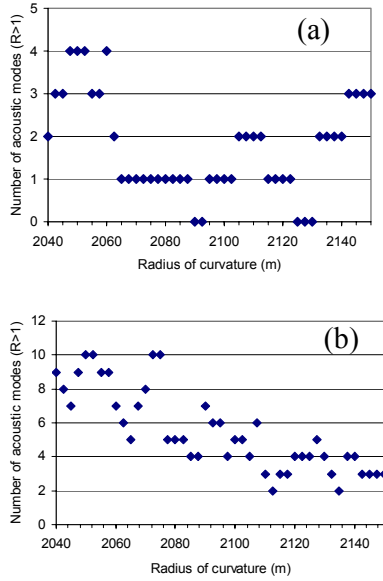 (a)
Number of acoustic modes (R>1)
5
4
3
2
1
0
2040 2060 2080 2100 2120 2140
Radius of curvature (m)
(b)
Number of acoustic modes (R>1)
12
10
8
6
4
2
0
2040 2060 2080 2100 2120 2140
Radius of curvature (m)